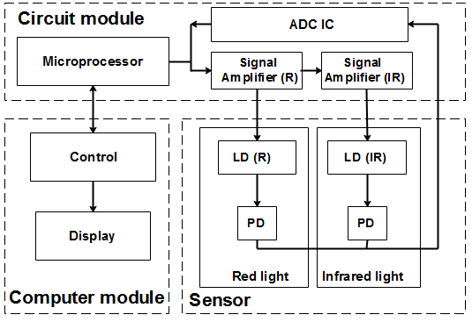 Circuit module
ADC IC
Microprocessor
Signal
Amplifier (R)
Signal
Amplifier (IR)
Control
LD (R)
LD (IR)
PD
PD
Display
Red light
Infrared light
Computer module
Sensor